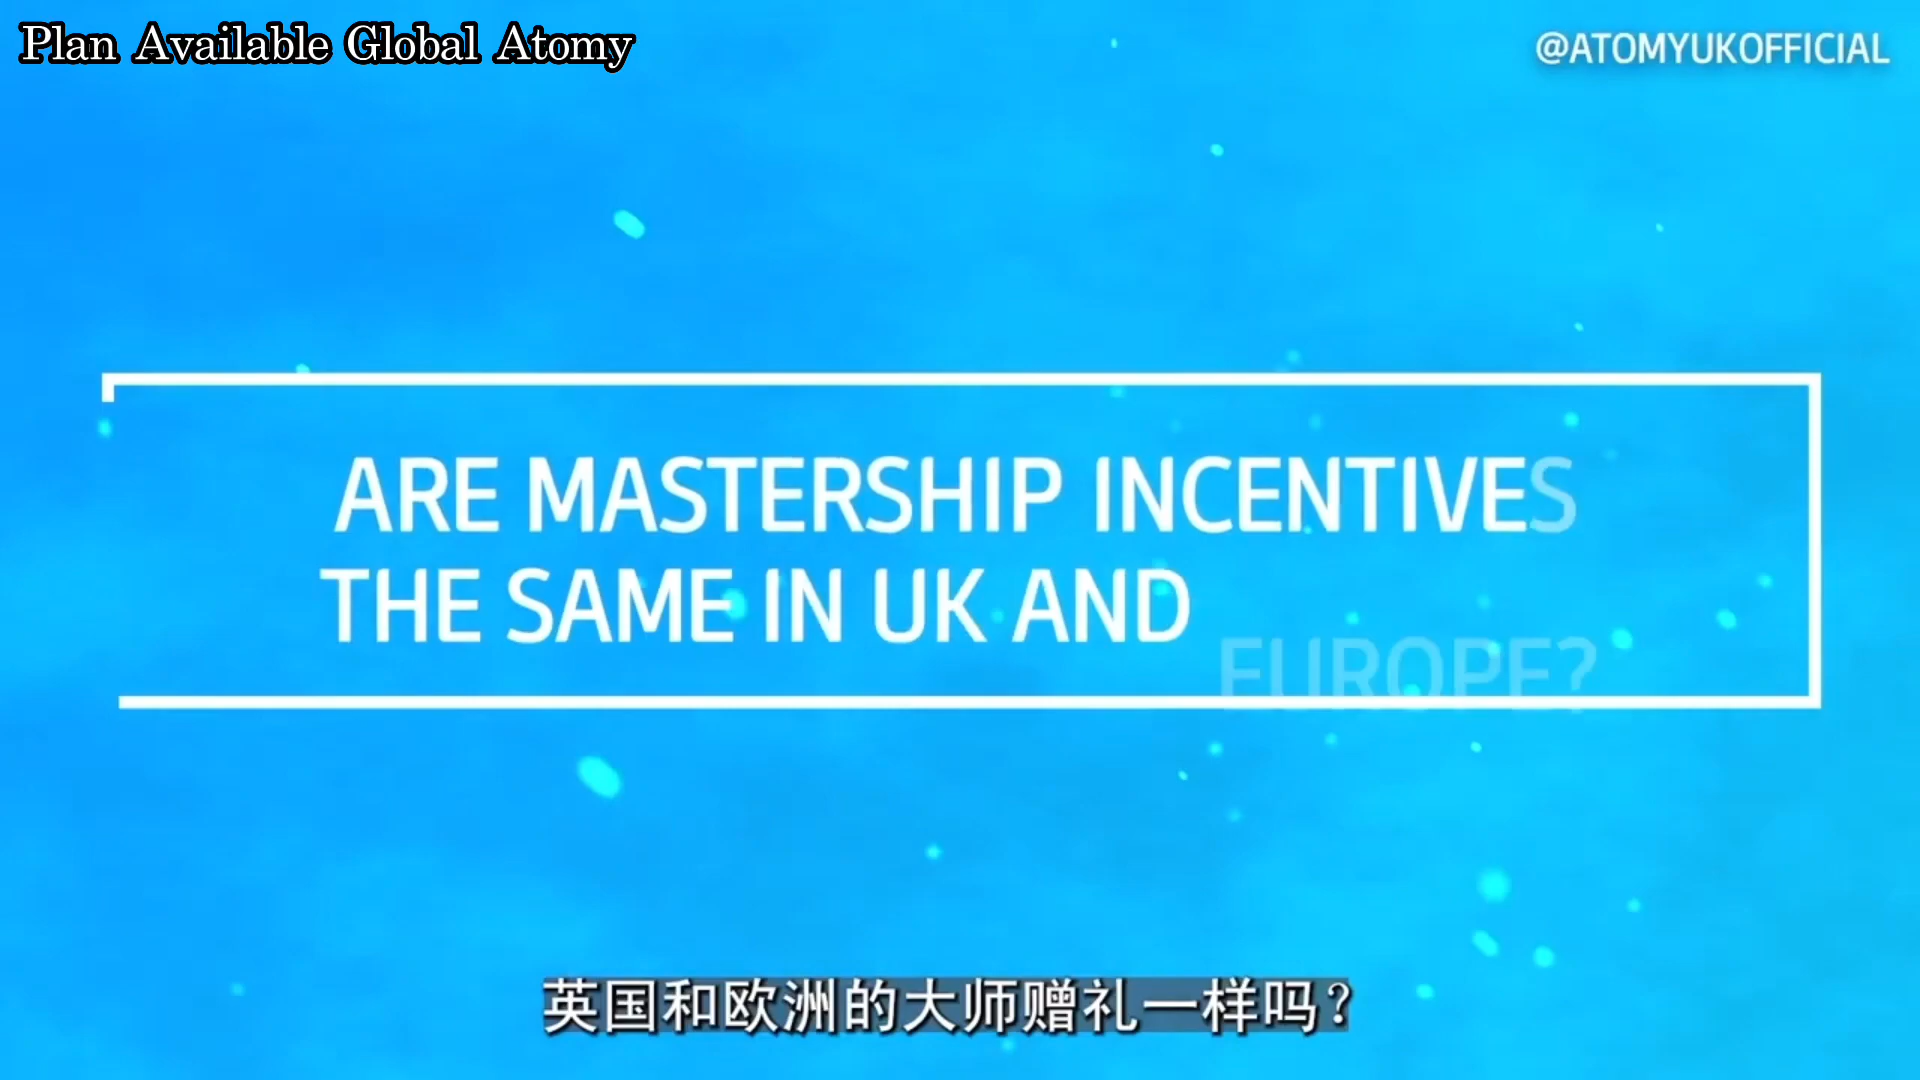 Plan Available Global Atomy
@ATOMYUKOFFICIAL
ARE MASTERSHIP INCENTIVES
THE SAME IN UK AND EUROPE?
英国和欧洲的大师赠礼一样吗?